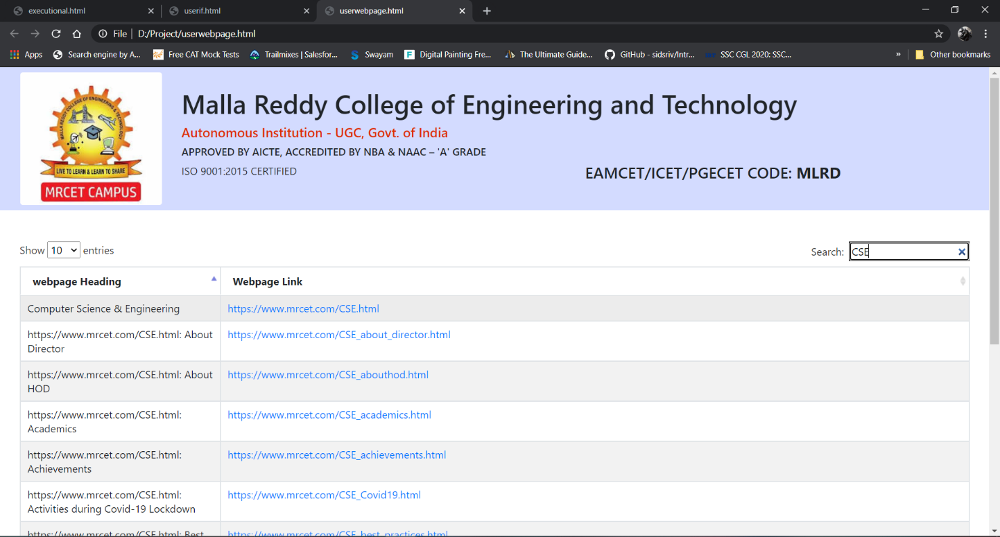 executional.html
userif.html
userwebpage.html
File | D:/Project/userwebpage.html
Apps Search engine by A... Free CAT Mock Tests Trailmixes | Salesfor... Swayam Digital Painting Fre... The Ultimate Guide... GitHub - sidsriv/Intr... SSC CGL 2020: SSC... » Other bookmarks
MALLA REDDY COLLEGE OF ENGINEERING & TECHNOLOGY
LIVE TO LEARN & LEARN TO SHARE
MRCET CAMPUS
Malla Reddy College of Engineering and Technology
Autonomous Institution - UGC, Govt. of India
APPROVED BY AICTE, ACCREDITED BY NBA & NAAC – 'A' GRADE
ISO 9001:2015 CERTIFIED
EAMCET/ICET/PGECET CODE: MLRD
Show 10 entries
Search: CSE
webpage Heading Webpage Link
Computer Science & Engineering https://www.mrcet.com/CSE.html
https://www.mrcet.com/CSE.html: About https://www.mrcet.com/CSE_about_director.html
Director
https://www.mrcet.com/CSE.html: About https://www.mrcet.com/CSE_abouthod.html
HOD
https://www.mrcet.com/CSE.html: https://www.mrcet.com/CSE_academics.html
Academics
https://www.mrcet.com/CSE.html: https://www.mrcet.com/CSE_achievements.html
Achievements
https://www.mrcet.com/CSE.html: https://www.mrcet.com/CSE_Covid19.html
Activities during Covid-19 Lockdown
https://www.mrcet.com/CSE.html: Best https://www.mrcet.com/CSE_best_practices.html